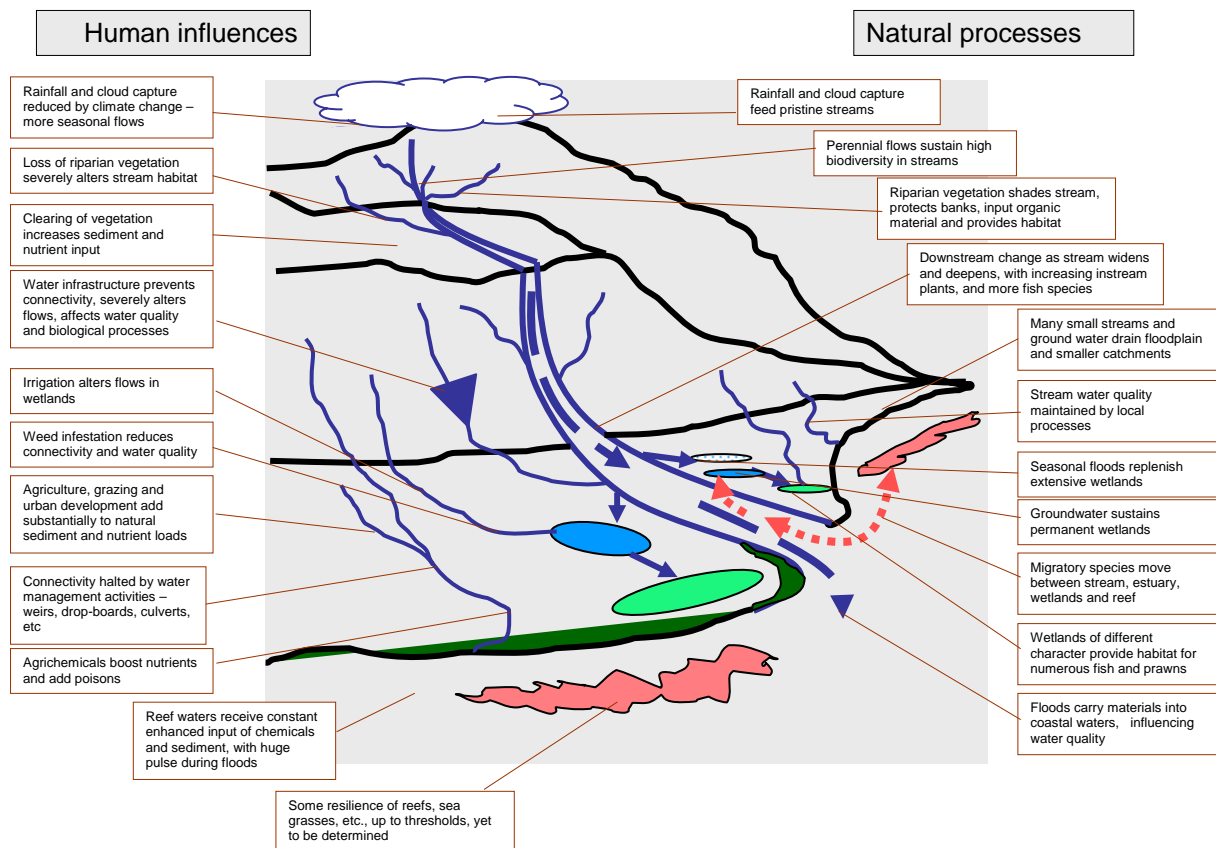 Human influences
Natural processes
Rainfall and cloud capture
reduced by climate change –
more seasonal flows
Loss of riparian vegetation
severely alters stream habitat
Clearing of vegetation
increases sediment and
nutrient input
Water infrastructure prevents
connectivity, severely alters
flows, affects water quality
and biological processes
Irrigation alters flows in
wetlands
Weed infestation reduces
connectivity and water quality
Agriculture, grazing and
urban development add
substantially to natural
sediment and nutrient loads
Connectivity halted by water
management activities –
weirs, drop-boards, culverts,
etc
Agrichemicals boost nutrients
and add poisons
Reef waters receive constant
enhanced input of chemicals
and sediment, with huge
pulse during floods
Some resilience of reefs, sea
grasses, etc., up to thresholds, yet
to be determined
Rainfall and cloud capture
feed pristine streams
Perennial flows sustain high
biodiversity in streams
Riparian vegetation shades stream,
protects banks, input organic
material and provides habitat
Downstream change as stream widens
and deepens, with increasing instream
plants, and more fish species
Many small streams and
ground water drain floodplain
and smaller catchments
Stream water quality
maintained by local
processes
Seasonal floods replenish
extensive wetlands
Groundwater sustains
permanent wetlands
Migratory species move
between stream, estuary,
wetlands and reef
Wetlands of different
character provide habitat for
numerous fish and prawns
Floods carry materials into
coastal waters, influencing
water quality